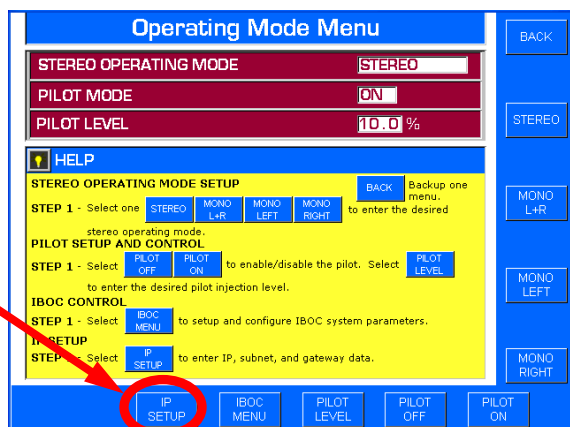 Operating Mode Menu
BACK
STEREO OPERATING MODE STEREO
PILOT MODE ON
PILOT LEVEL 10.0 %
STEREO
HELP
STEREO OPERATING MODE SETUP
BACK Backup one
menu.
STEP 1 - Select one STEREO MONO L+R MONO LEFT MONO RIGHT to enter the desired
stereo operating mode.
PILOT SETUP AND CONTROL
STEP 1 - Select PILOT OFF PILOT ON to enable/disable the pilot. Select PILOT LEVEL
to enter the desired pilot injection level.
IBOC CONTROL
STEP 1 - Select IBOC MENU to setup and configure IBOC system parameters.
IP SETUP
STEP - Select IP SETUP to enter IP, subnet, and gateway data.
MONO
L+R
MONO
LEFT
MONO
RIGHT
IP
SETUP
IBOC
MENU
PILOT
LEVEL
PILOT
OFF
PILOT
ON